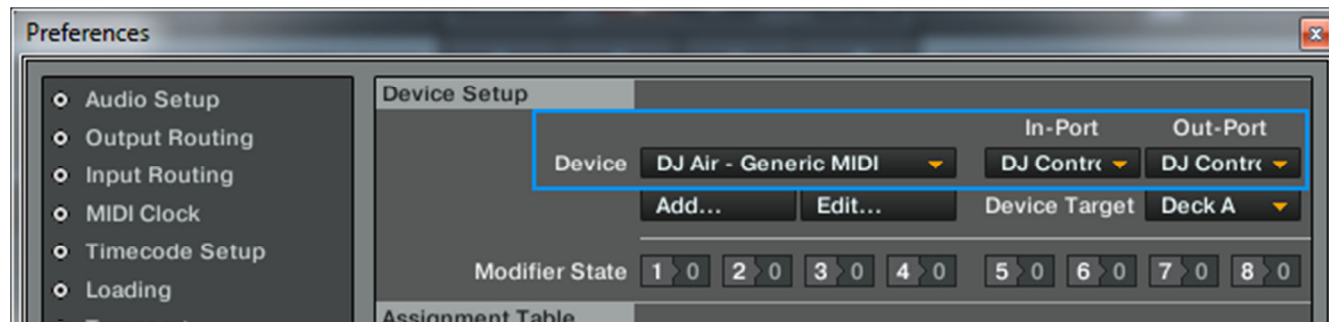 Preferences
Audio Setup
Output Routing
Input Routing
MIDI Clock
Timecode Setup
Loading
Device Setup
In-Port Out-Port
Device DJ Air - Generic MIDI DJ Contr DJ Contr
Add... Edit... Device Target Deck A
Modifier State 1 0 2 0 3 0 4 0 5 0 6 0 7 0 8 0
Assignment Table